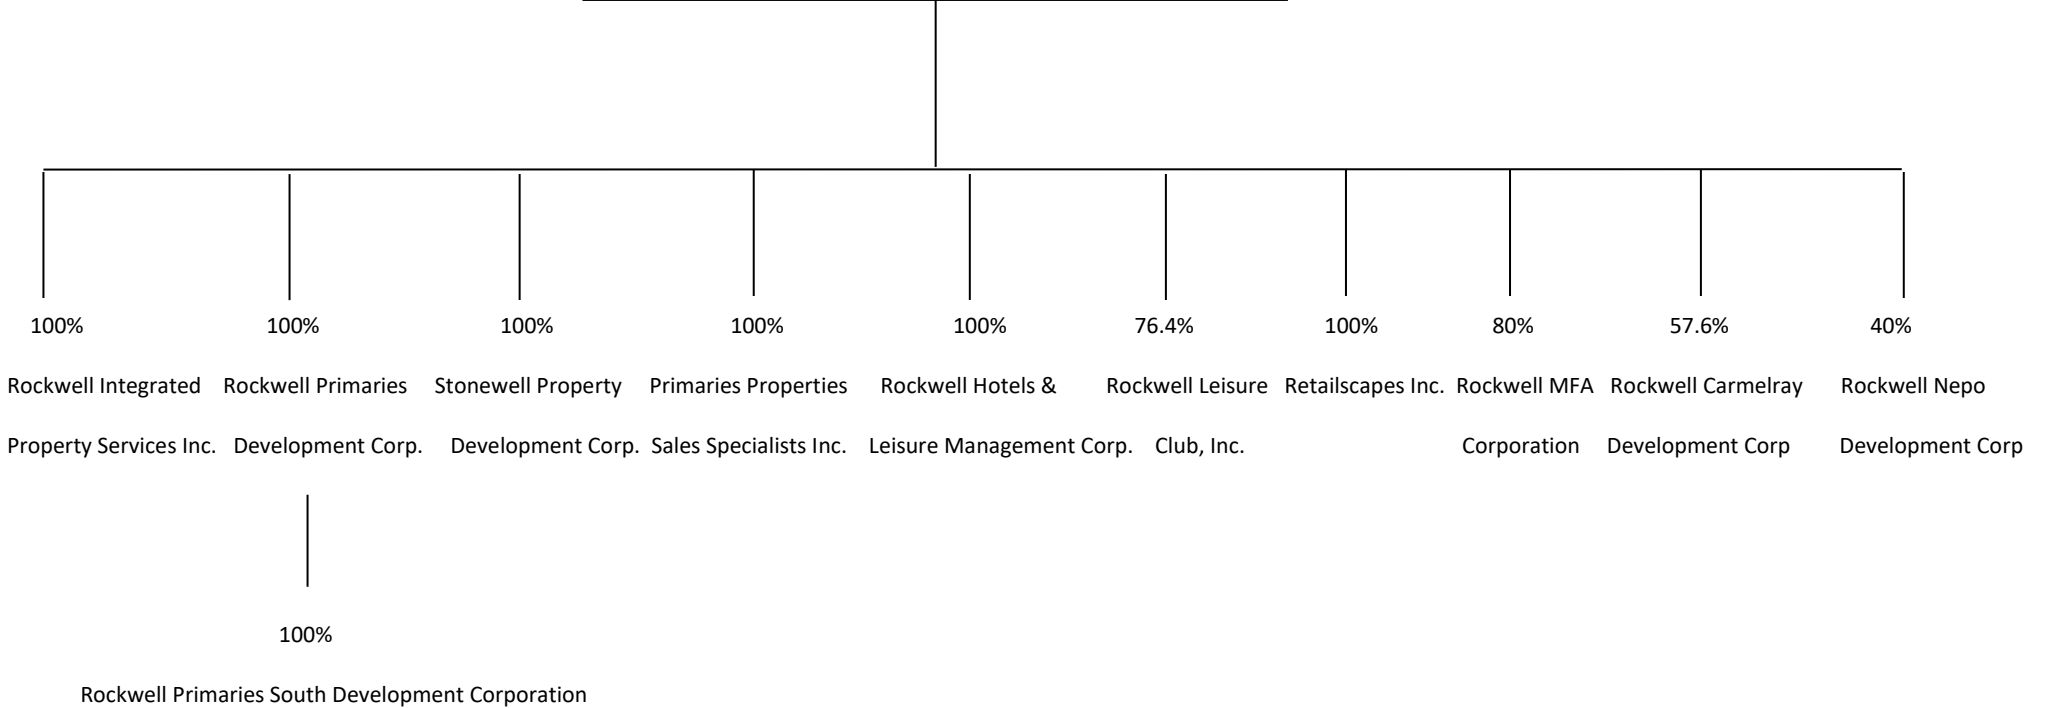 100% 100% 100% 100% 100% 76.4% 100% 80% 57.6% 40%
Rockwell Integrated Rockwell Primaries Stonewell Property Primaries Properties Rockwell Hotels & Rockwell Leisure Retailscapes Inc. Rockwell MFA Rockwell Carmelray Rockwell Nepo
Property Services Inc. Development Corp. Development Corp. Sales Specialists Inc. Leisure Management Corp. Club, Inc. Corporation Development Corp Development Corp
100%
Rockwell Primaries South Development Corporation